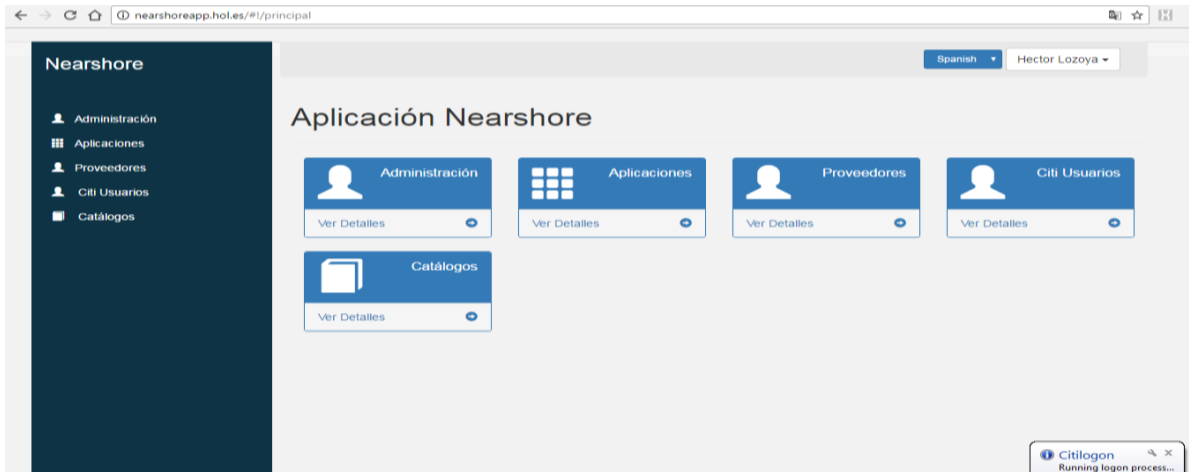 nearshoreapp.hol.es/#!/principal
Nearshore
Spanish
Hector Lozoya
Administración
Aplicaciones
Proveedores
Citi Usuarios
Catálogos
Aplicación Nearshore
Administración
Ver Detalles
Aplicaciones
Ver Detalles
Proveedores
Ver Detalles
Citi Usuarios
Ver Detalles
Catálogos
Ver Detalles
Citilogon
Running logon process...